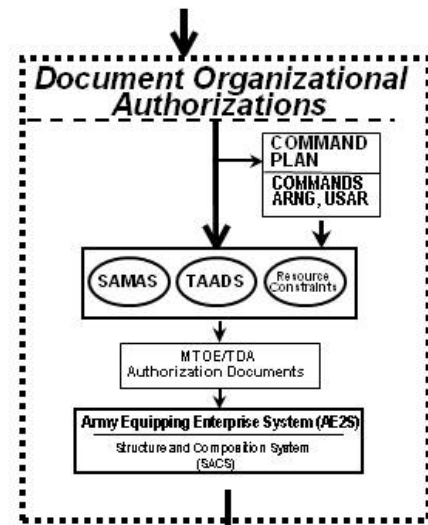 Document Organizational
Authorizations
COMMAND
PLAN
COMMANDS
ARNG, USAR
SAMAS
TAADS
Resource
Constraints
MTOE/TDA
Authorization Documents
Army Equipping Enterprise System (AE2S)
Structure and Composition System
(SACS)